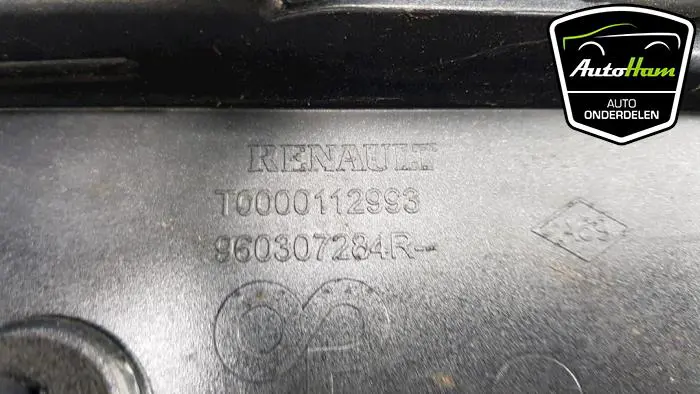 AutoHam
AUTO
ONDERDELEN
RENAULT
T0000112993
960307284R--